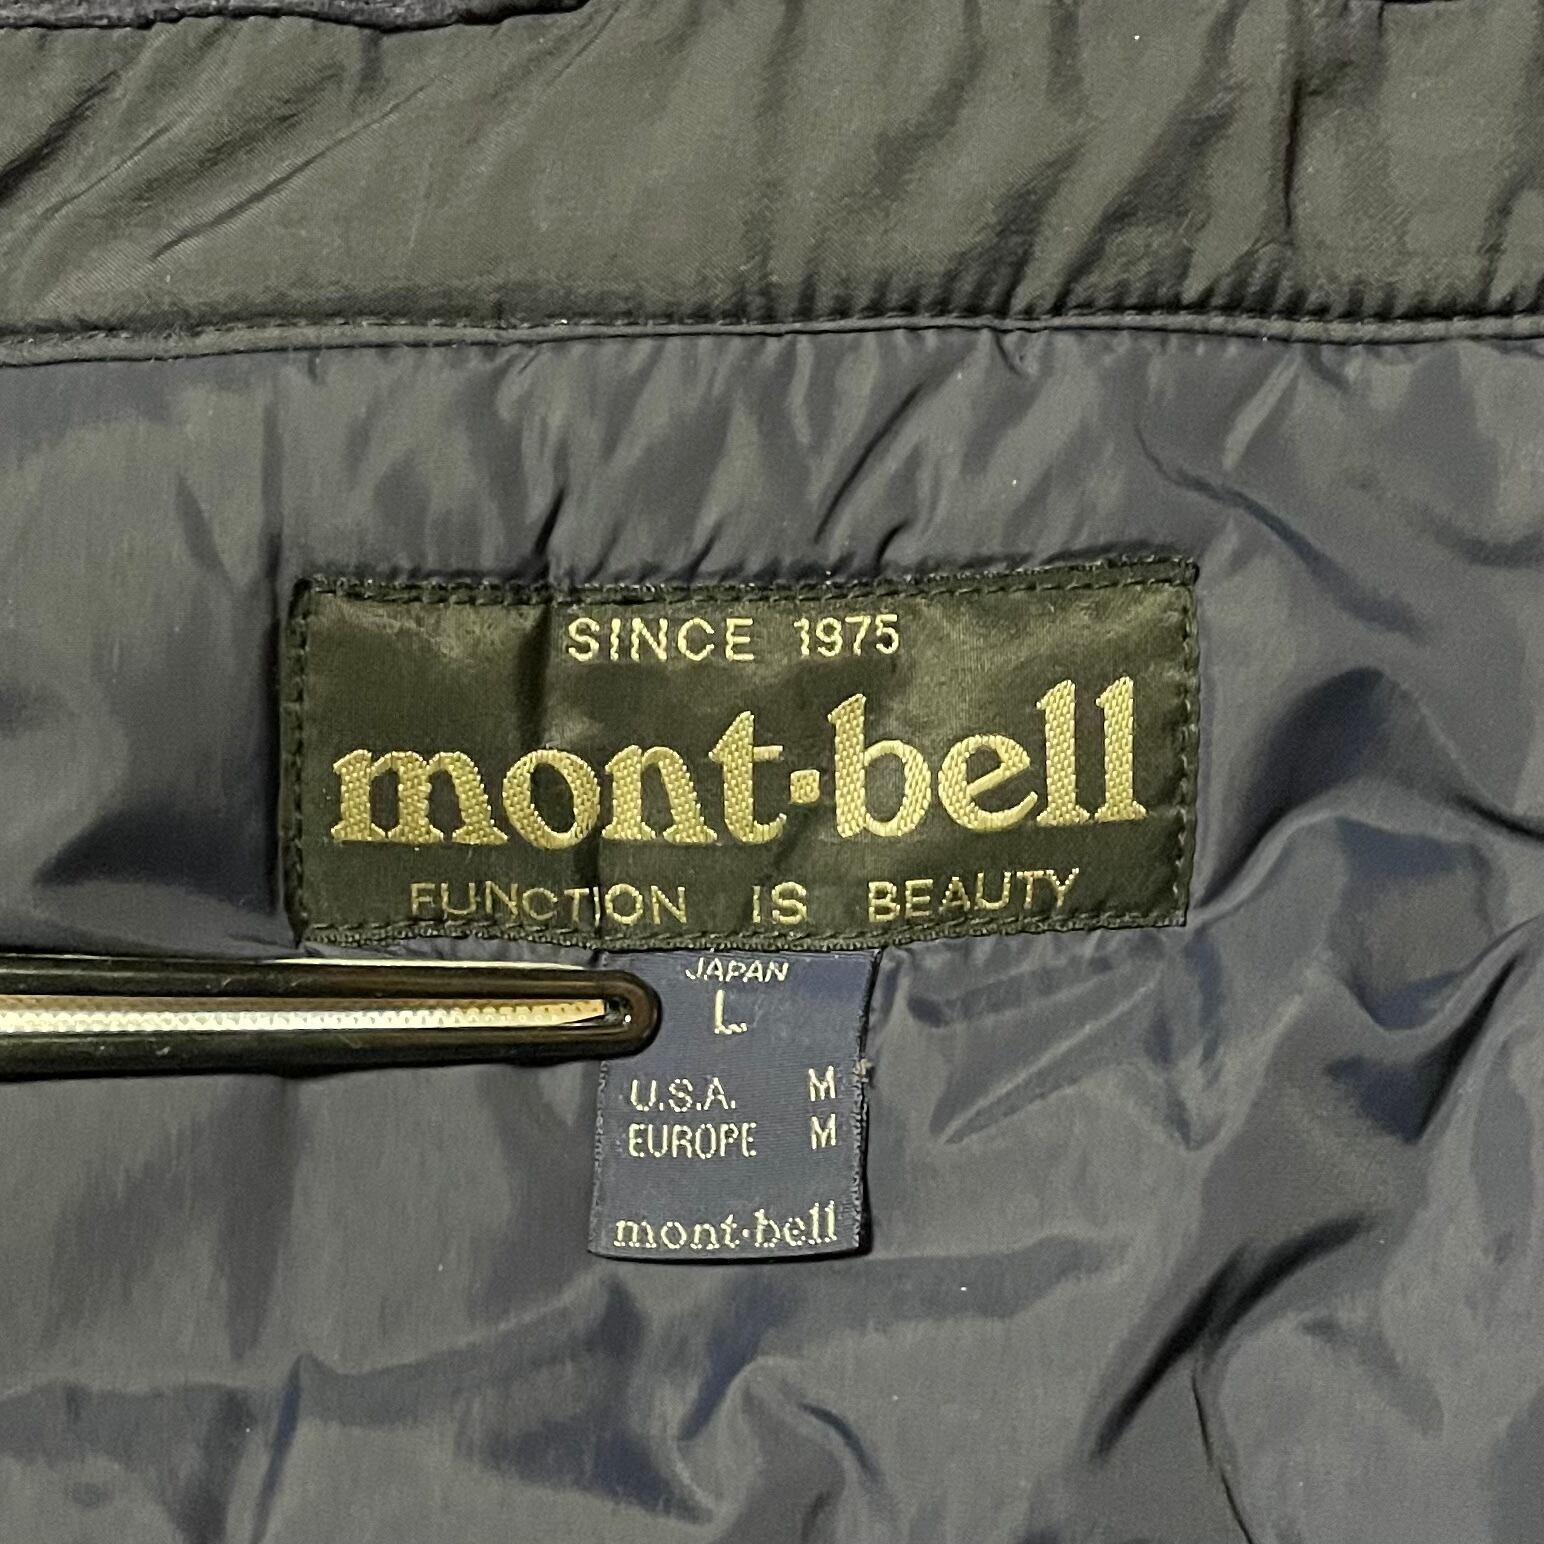 SINCE 1975
mont·bell
FUNCTION IS BEAUTY
JAPAN
L
U.S.A. M
EUROPE M
mont·bell